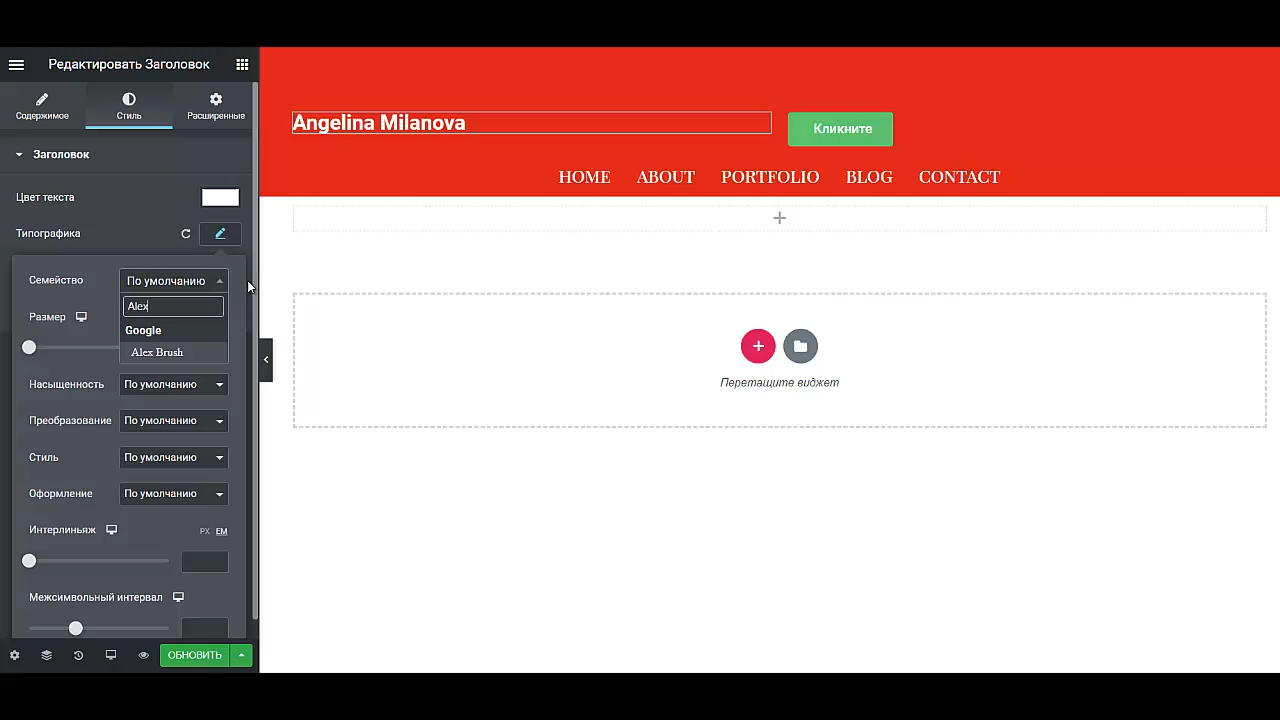 Редактировать Заголовок
Содержимое
Стиль
Расширенные
Заголовок
Цвет текста
Типографика
Семейство
По умолчанию
Alex
Google
Alex Brush
Размер
Насыщенность
По умолчанию
Преобразование
По умолчанию
Стиль
По умолчанию
Оформление
По умолчанию
Интерлиньяж
PX EM
Межсимвольный интервал
ОБНОВИТЬ
Angelina Milanova
Кликните
HOME ABOUT PORTFOLIO BLOG CONTACT
Перетащите виджет